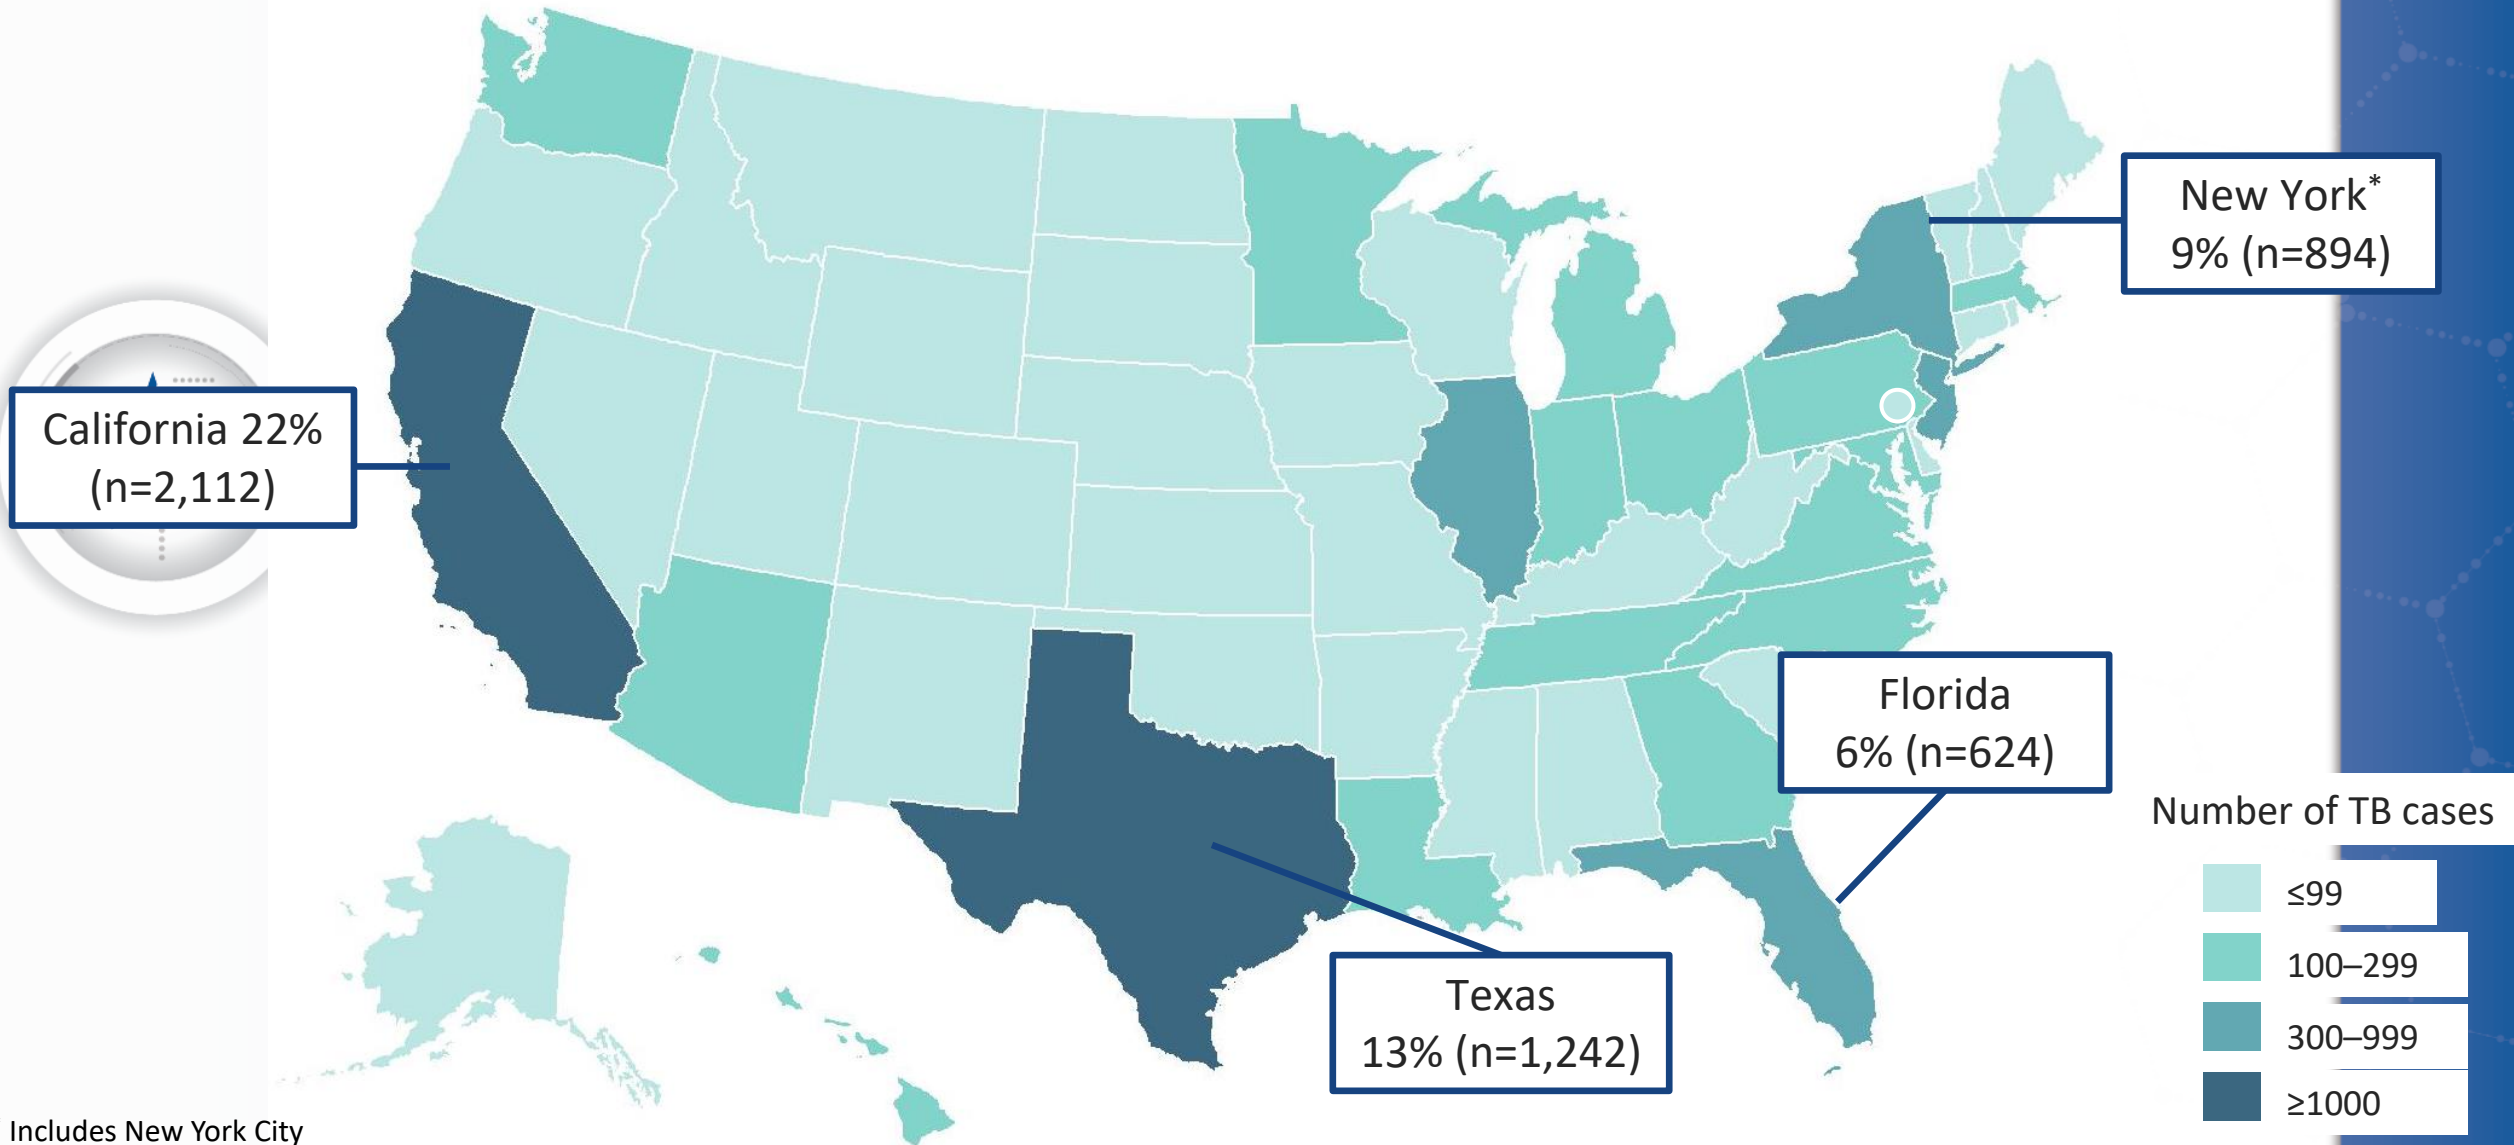 New York*
9% (n=894)
California 22%
(n=2,112)
Florida
6% (n=624)
Texas
13% (n=1,242)
Number of TB cases
≤99
100–299
300–999
≥1000
Includes New York City